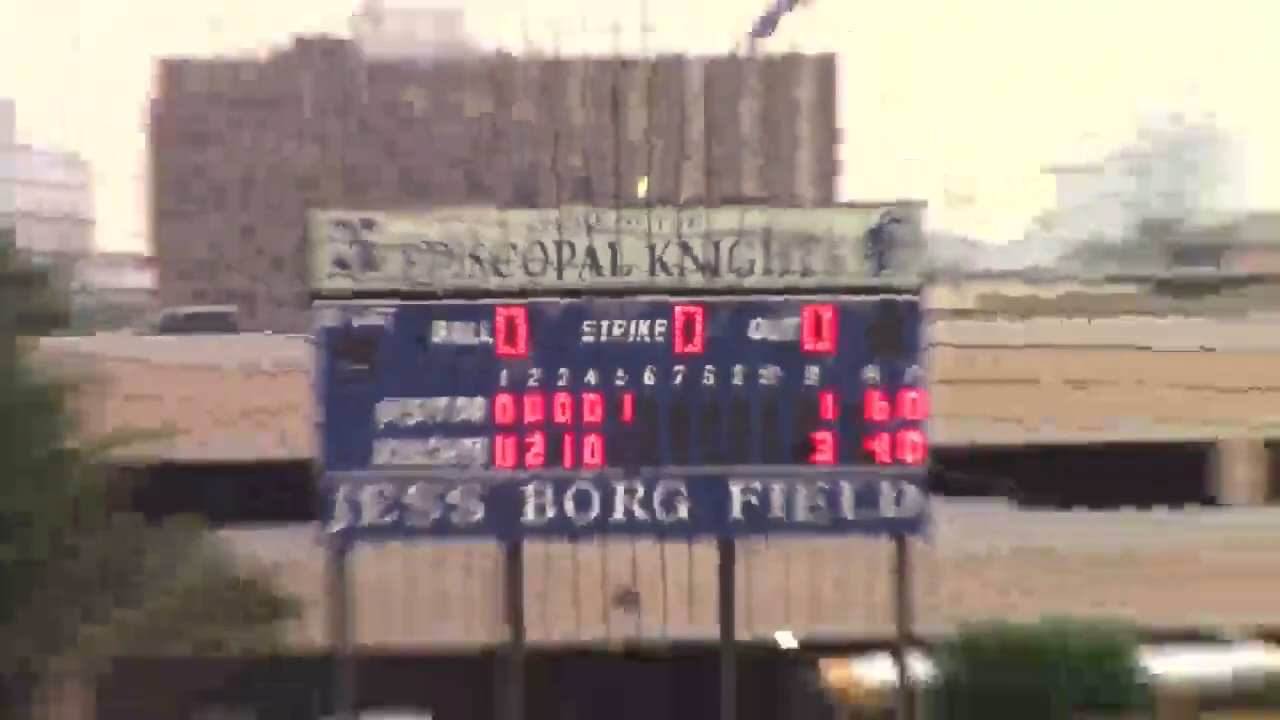 EPISCOPAL KNIGHTS
BALL 0 STRIKE 0 OUT 0
1 2 3 4 5 6 7 8 9 10 R H E
0 0 0 0 1 1 6 0
0 2 1 0 3 4 0
JESS BORG FIELD